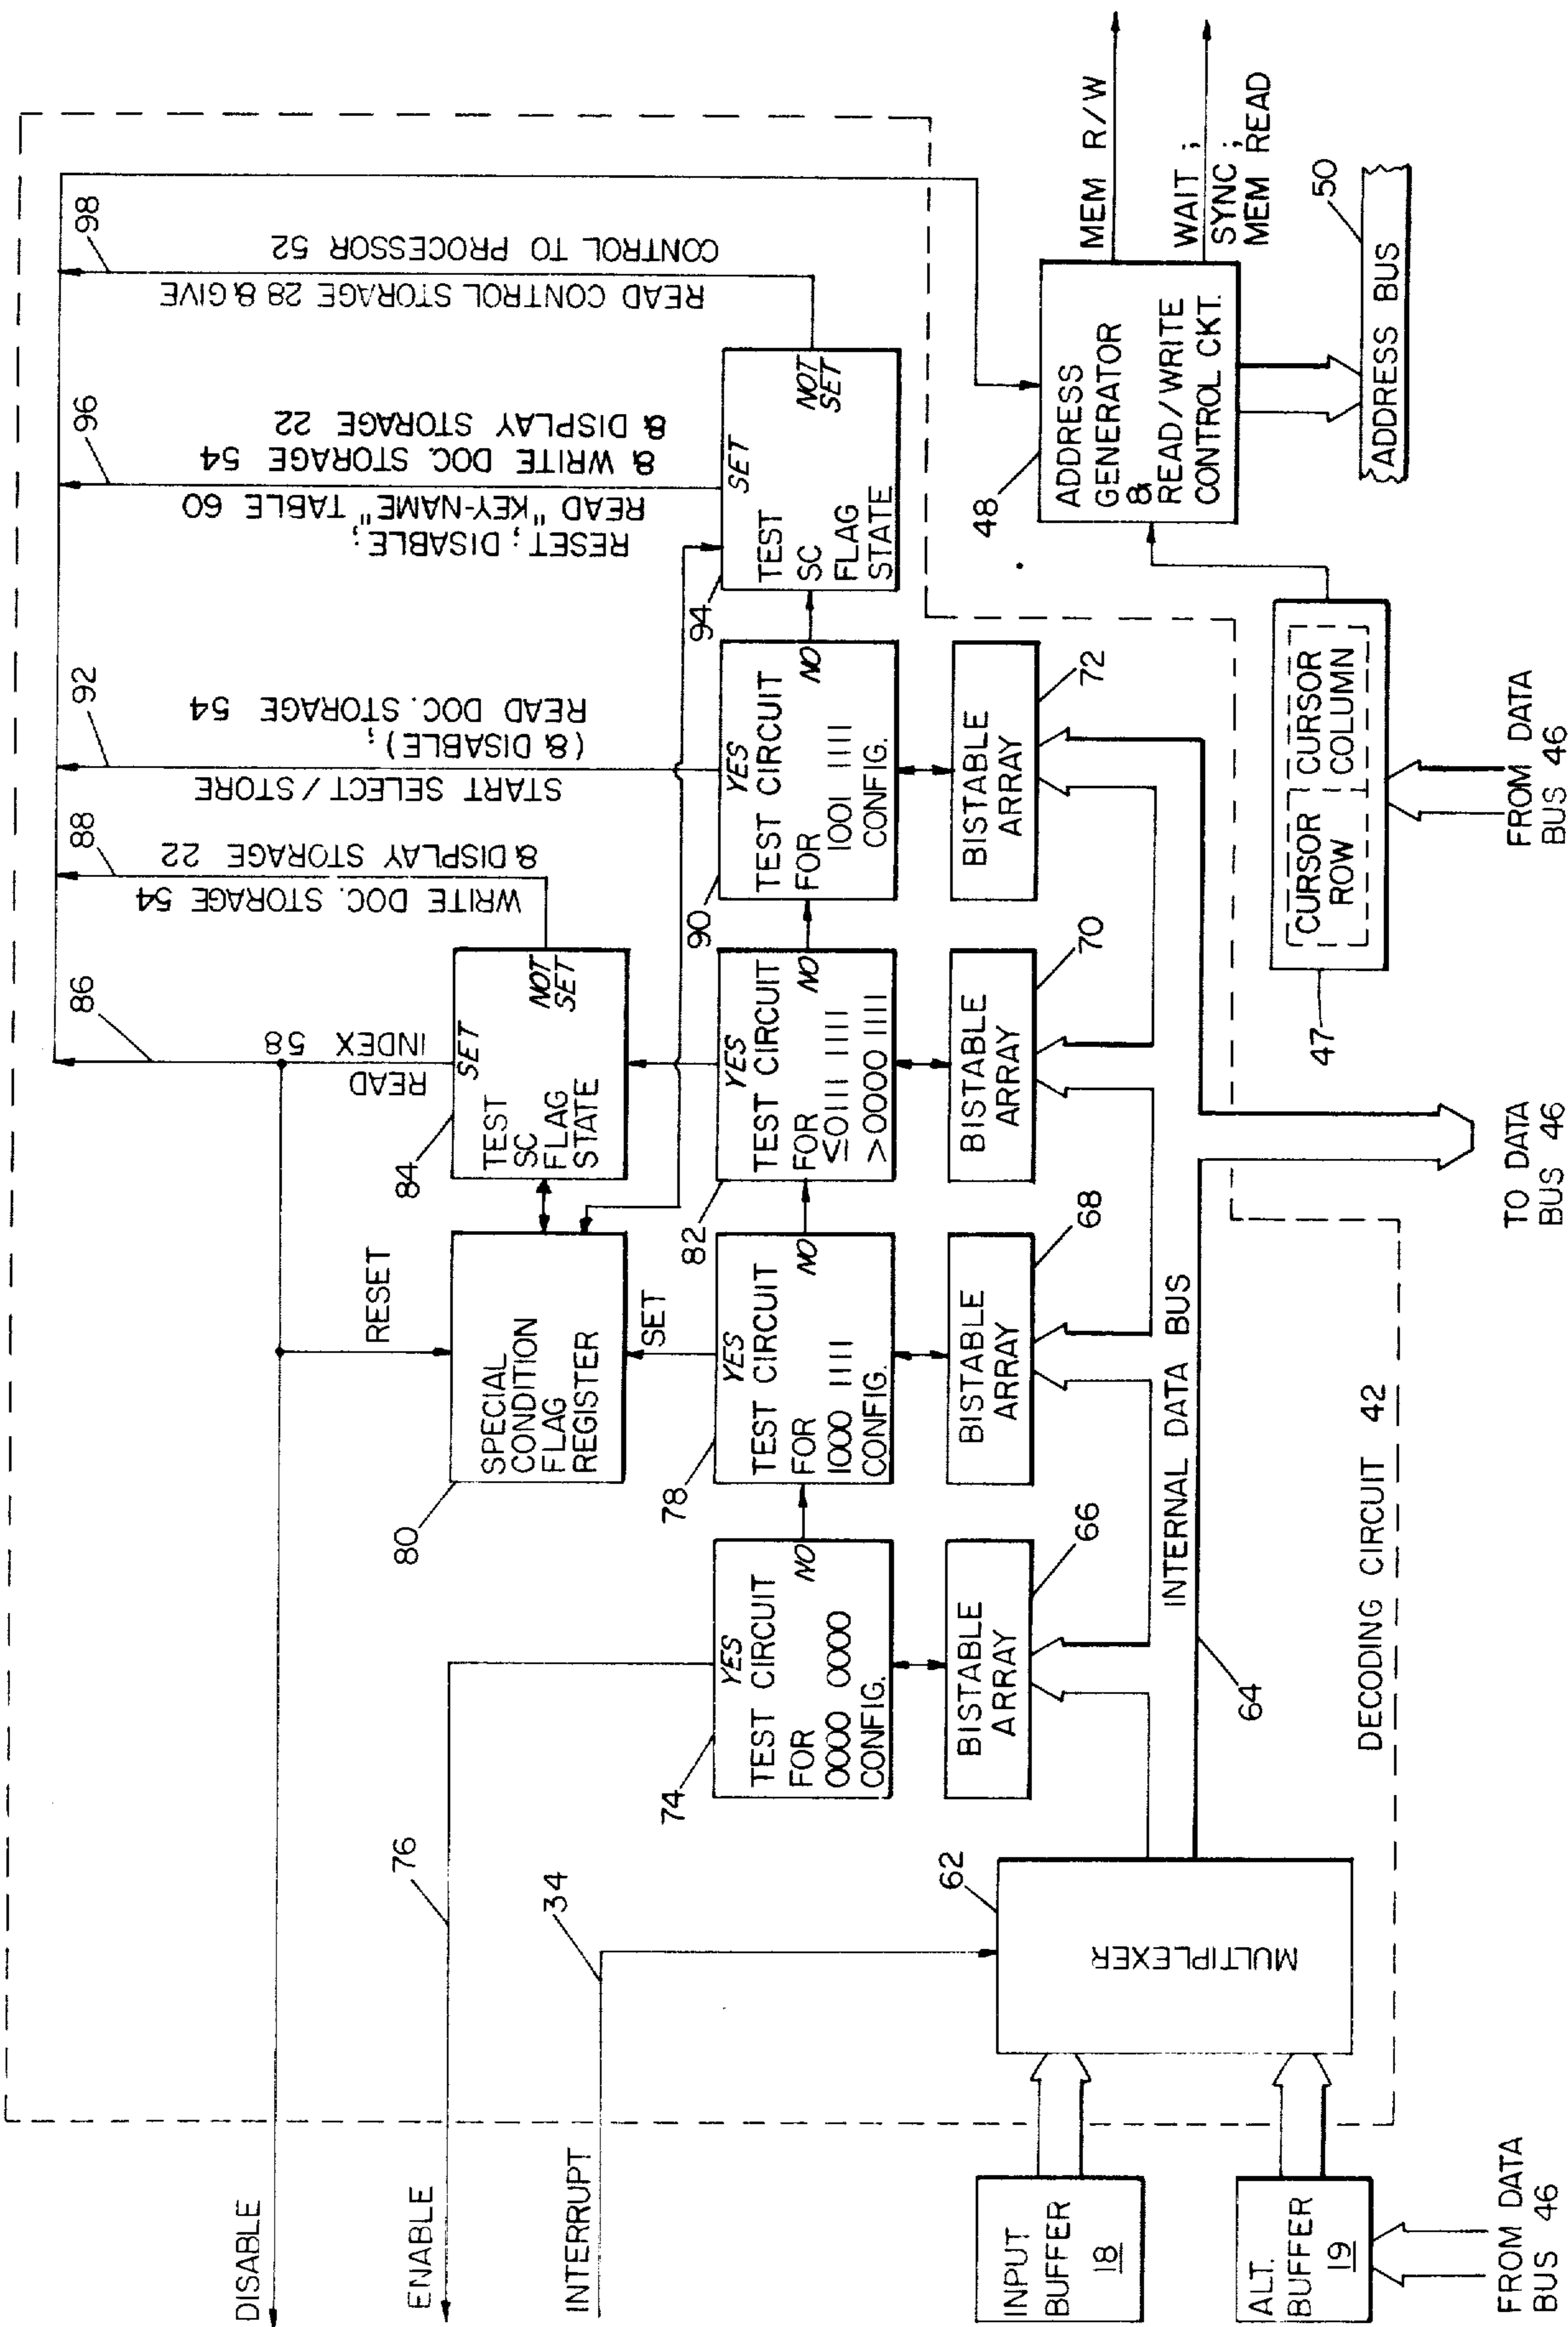 DISABLE
ENABLE
INTERRUPT
INPUT
BUFFER
18
ALT.
BUFFER
19
FROM DATA
BUS 46
76
34
62
MULTIPLEXER
74
YES
TEST CIRCUIT
FOR
0000 0000
CONFIG.
NO
BISTABLE
ARRAY
66
64
INTERNAL DATA BUS
DECODING CIRCUIT 42
RESET
80
SPECIAL
CONDITION
FLAG
REGISTER
SET
78
YES
TEST CIRCUIT
FOR
1000 1111
CONFIG.
NO
BISTABLE
ARRAY
68
86
READ
INDEX 58
84
SET
TEST
SC
FLAG
STATE
NOT
SET
88
WRITE DOC. STORAGE 54
& DISPLAY STORAGE 22
82
YES
TEST CIRCUIT
FOR
≤0111 1111
>0000 1111
NO
BISTABLE
ARRAY
70
TO DATA
BUS 46
92
START SELECT/STORE
(& DISABLE);
READ DOC. STORAGE 54
90
YES
TEST CIRCUIT
FOR
1001 1111
CONFIG.
NO
BISTABLE
ARRAY
72
96
RESET; DISABLE;
READ "KEY-NAME" TABLE 60
& WRITE DOC. STORAGE 54
& DISPLAY STORAGE 22
94
SET
TEST
SC
FLAG
STATE
NOT
SET
98
READ CONTROL STORAGE 28 & GIVE
CONTROL TO PROCESSOR 52
47
CURSOR
ROW
CURSOR
COLUMN
FROM DATA
BUS 46
48
ADDRESS
GENERATOR
&
READ/WRITE
CONTROL CKT.
MEM R/W
WAIT ;
SYNC ;
MEM READ
50
ADDRESS BUS